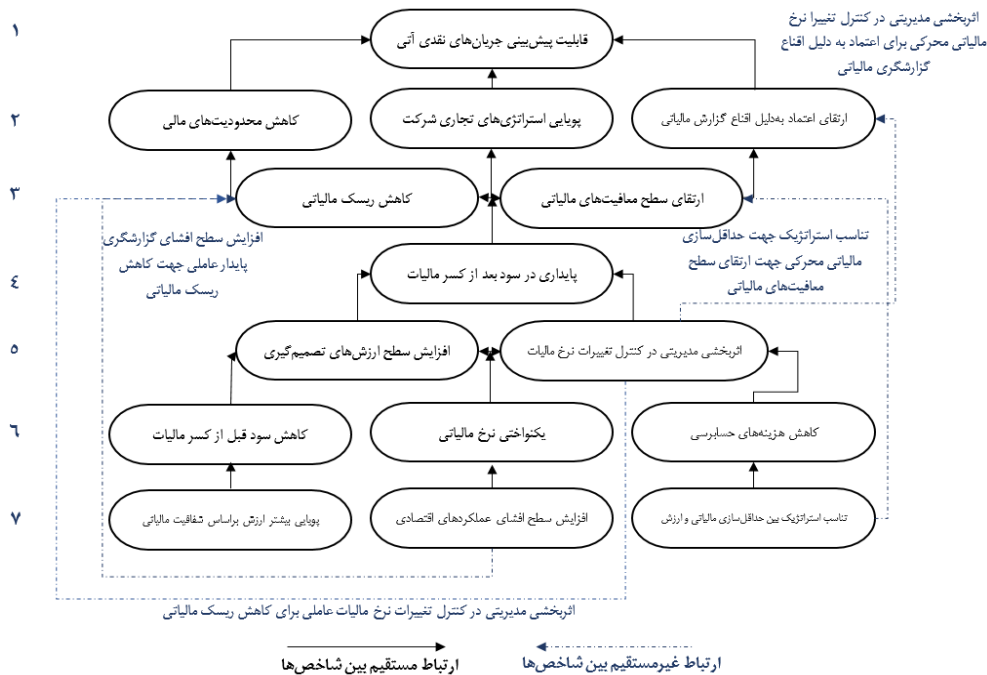 ۱
قابلیت پیش‌بینی جریان‌های نقدی آتی
اثربخشی مدیریتی در کنترل تغییرا نرخ
مالیاتی محرکی برای اعتماد به دلیل اقناع
گزارشگری مالیاتی
۲
ارتقای اعتماد به‌دلیل اقناع گزارش مالیاتی
پویایی استراتژی‌های تجاری شرکت
کاهش محدودیت‌های مالی
۳
ارتقای سطح معافیت‌های مالیاتی
کاهش ریسک مالیاتی
تناسب استراتژیک جهت حداقل‌سازی
مالیاتی محرکی جهت ارتقای سطح
معافیت‌های مالیاتی
افزایش سطح افشای گزارشگری
پایدار عاملی جهت کاهش
ریسک مالیاتی
٤
پایداری در سود بعد از کسر مالیات
٥
اثربخشی مدیریتی در کنترل تغییرات نرخ مالیات
افزایش سطح ارزش‌های تصمیم‌گیری
٦
کاهش هزینه‌های حسابرسی
یکنواختی نرخ مالیاتی
کاهش سود قبل از کسر مالیات
۷
تناسب استراتژیک بین حداقل‌سازی مالیاتی و ارزش
افزایش سطح افشای عملکردهای اقتصادی
پویایی بیشتر ارزش براساس شفافیت مالیاتی
اثربخشی مدیریتی در کنترل تغییرات نرخ مالیات عاملی برای کاهش ریسک مالیاتی
ارتباط غیرمستقیم بین شاخص‌ها
ارتباط مستقیم بین شاخص‌ها